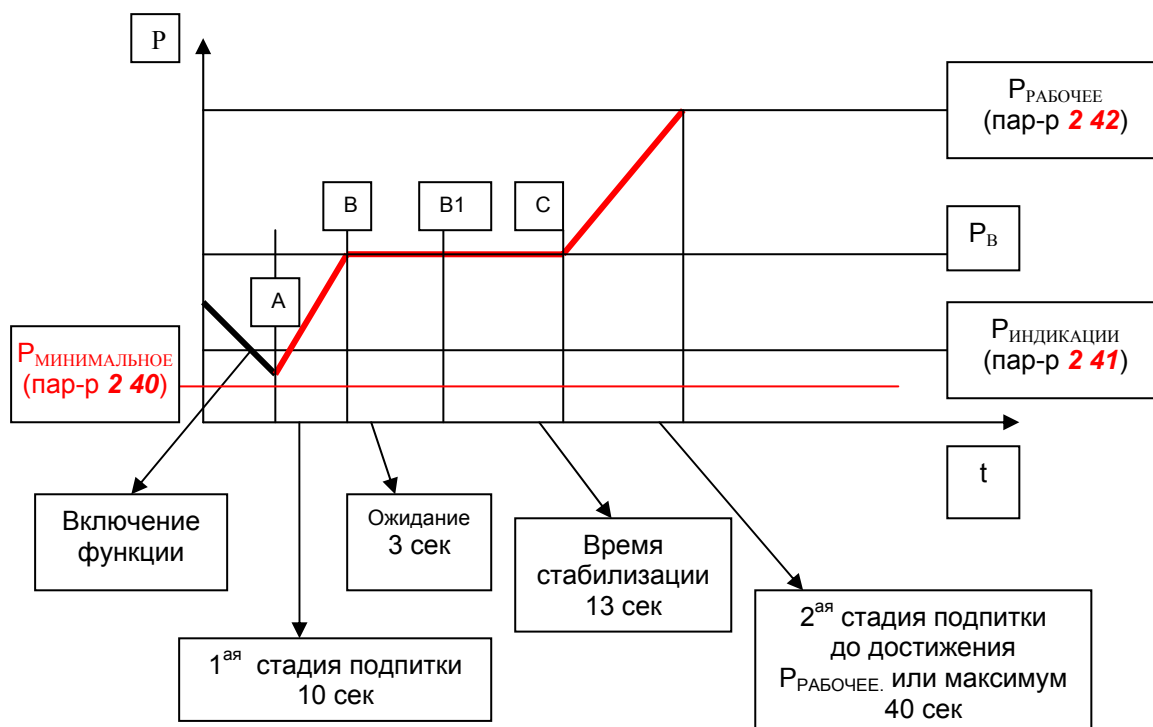 P
PРАБОЧЕЕ
(пар-р 2 42)
B
B1
C
PB
A
PМИНИМАЛЬНОЕ
(пар-р 2 40)
PИНДИКАЦИИ
(пар-р 2 41)
t
Включение
функции
Ожидание
3 сек
Время
стабилизации
13 сек
1ая стадия подпитки
10 сек
2ая стадия подпитки
до достижения
PРАБОЧЕЕ. или максимум
40 сек